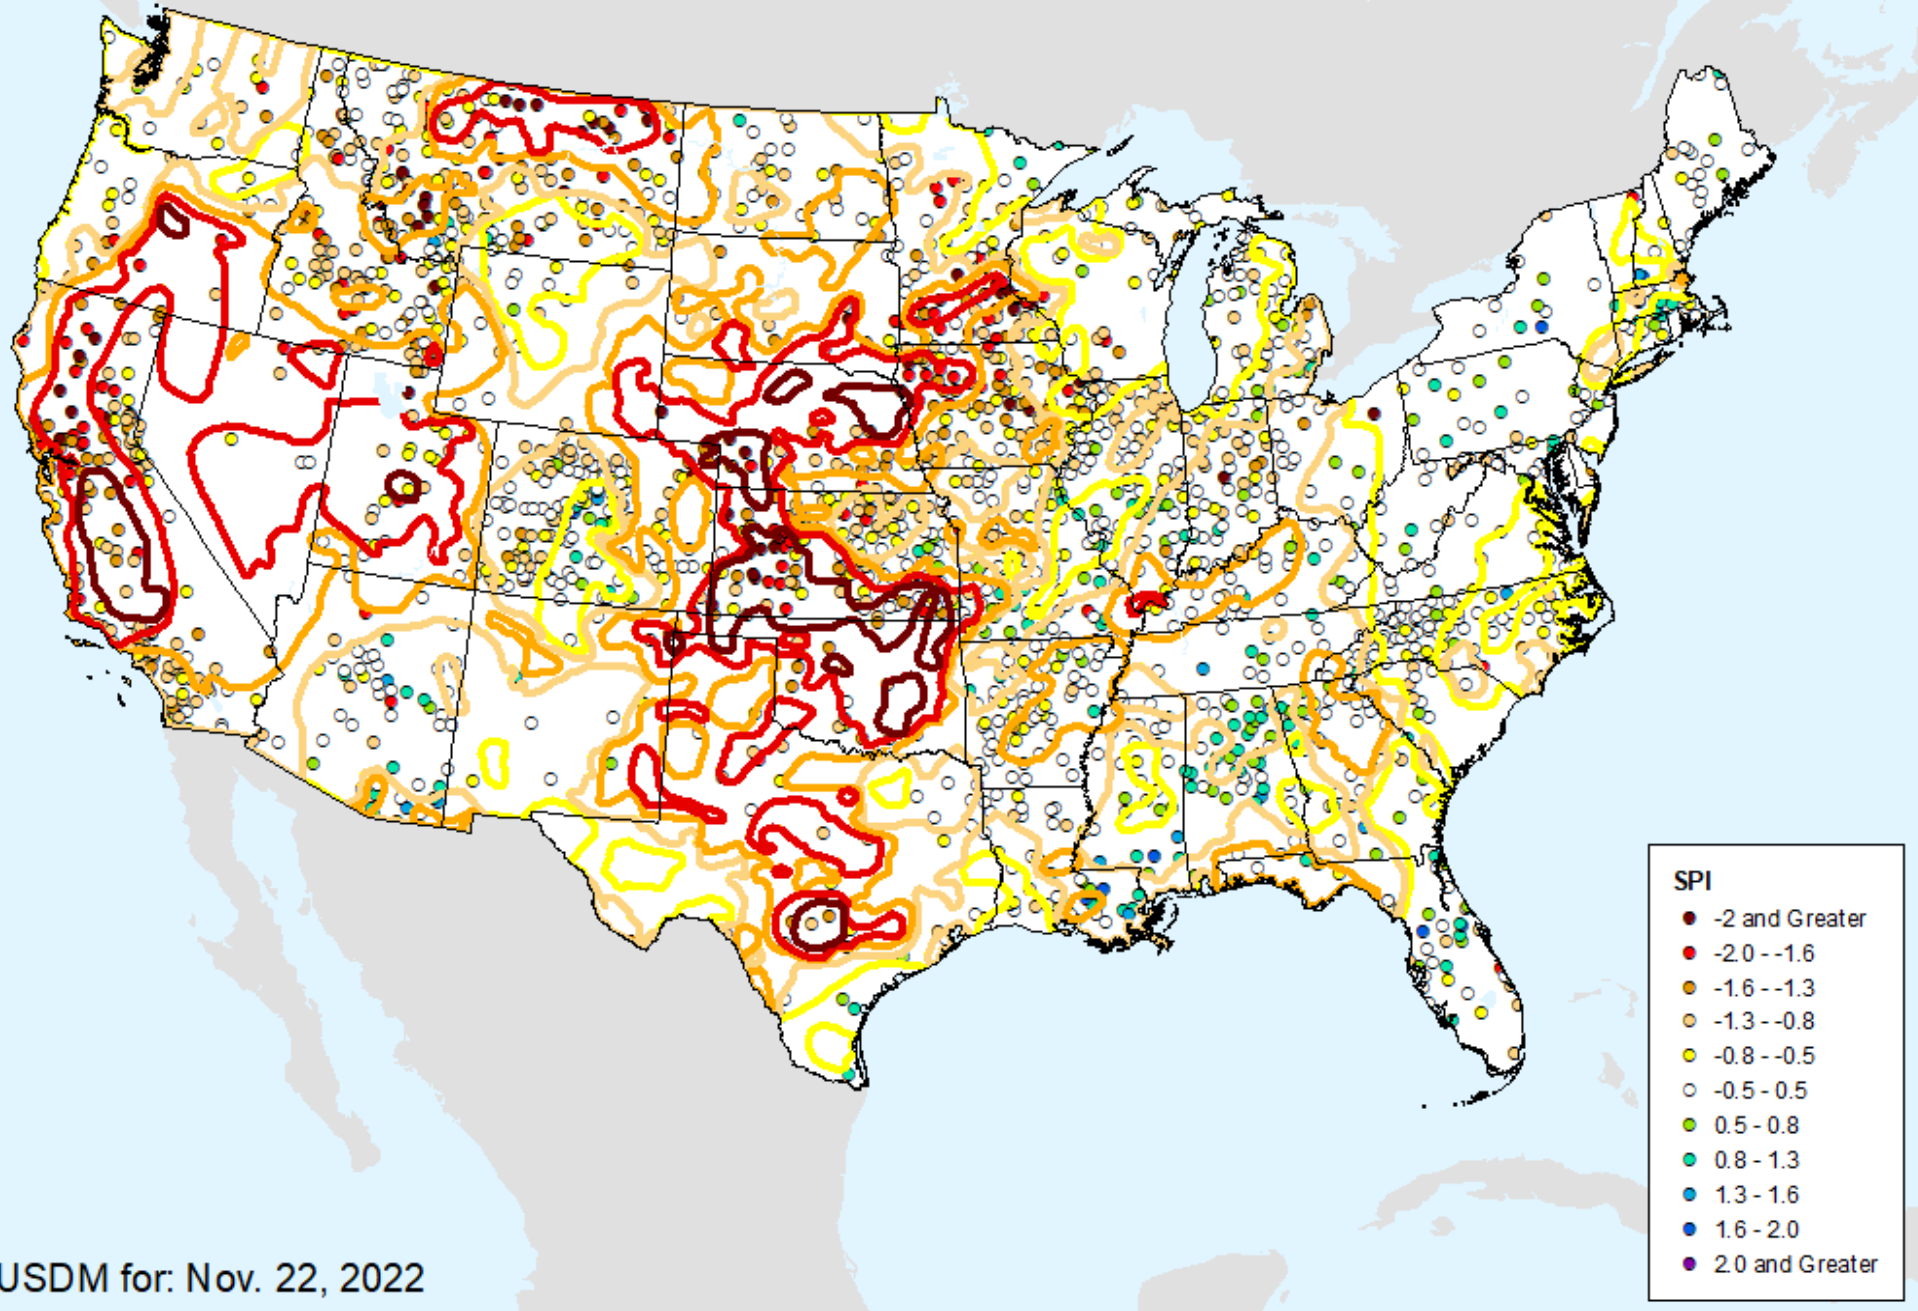 SPI
-2 and Greater
-2.0 - -1.6
-1.6 - -1.3
-1.3 - -0.8
-0.8 - -0.5
-0.5 - 0.5
0.5 - 0.8
0.8 - 1.3
1.3 - 1.6
1.6 - 2.0
2.0 and Greater
USDM for: Nov. 22, 2022